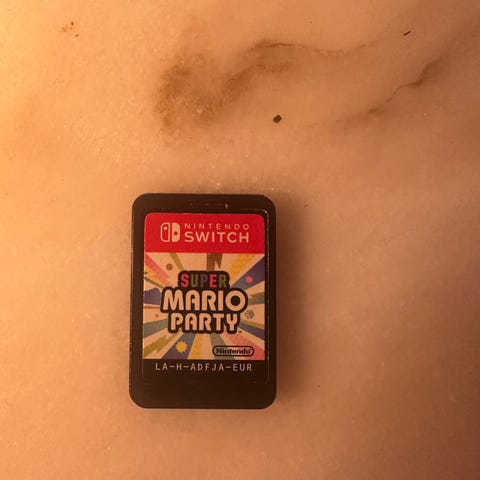 NINTENDO
SWITCH
SUPER
MARIO
PARTY
Nintendo
LA-H-ADFJA-EUR